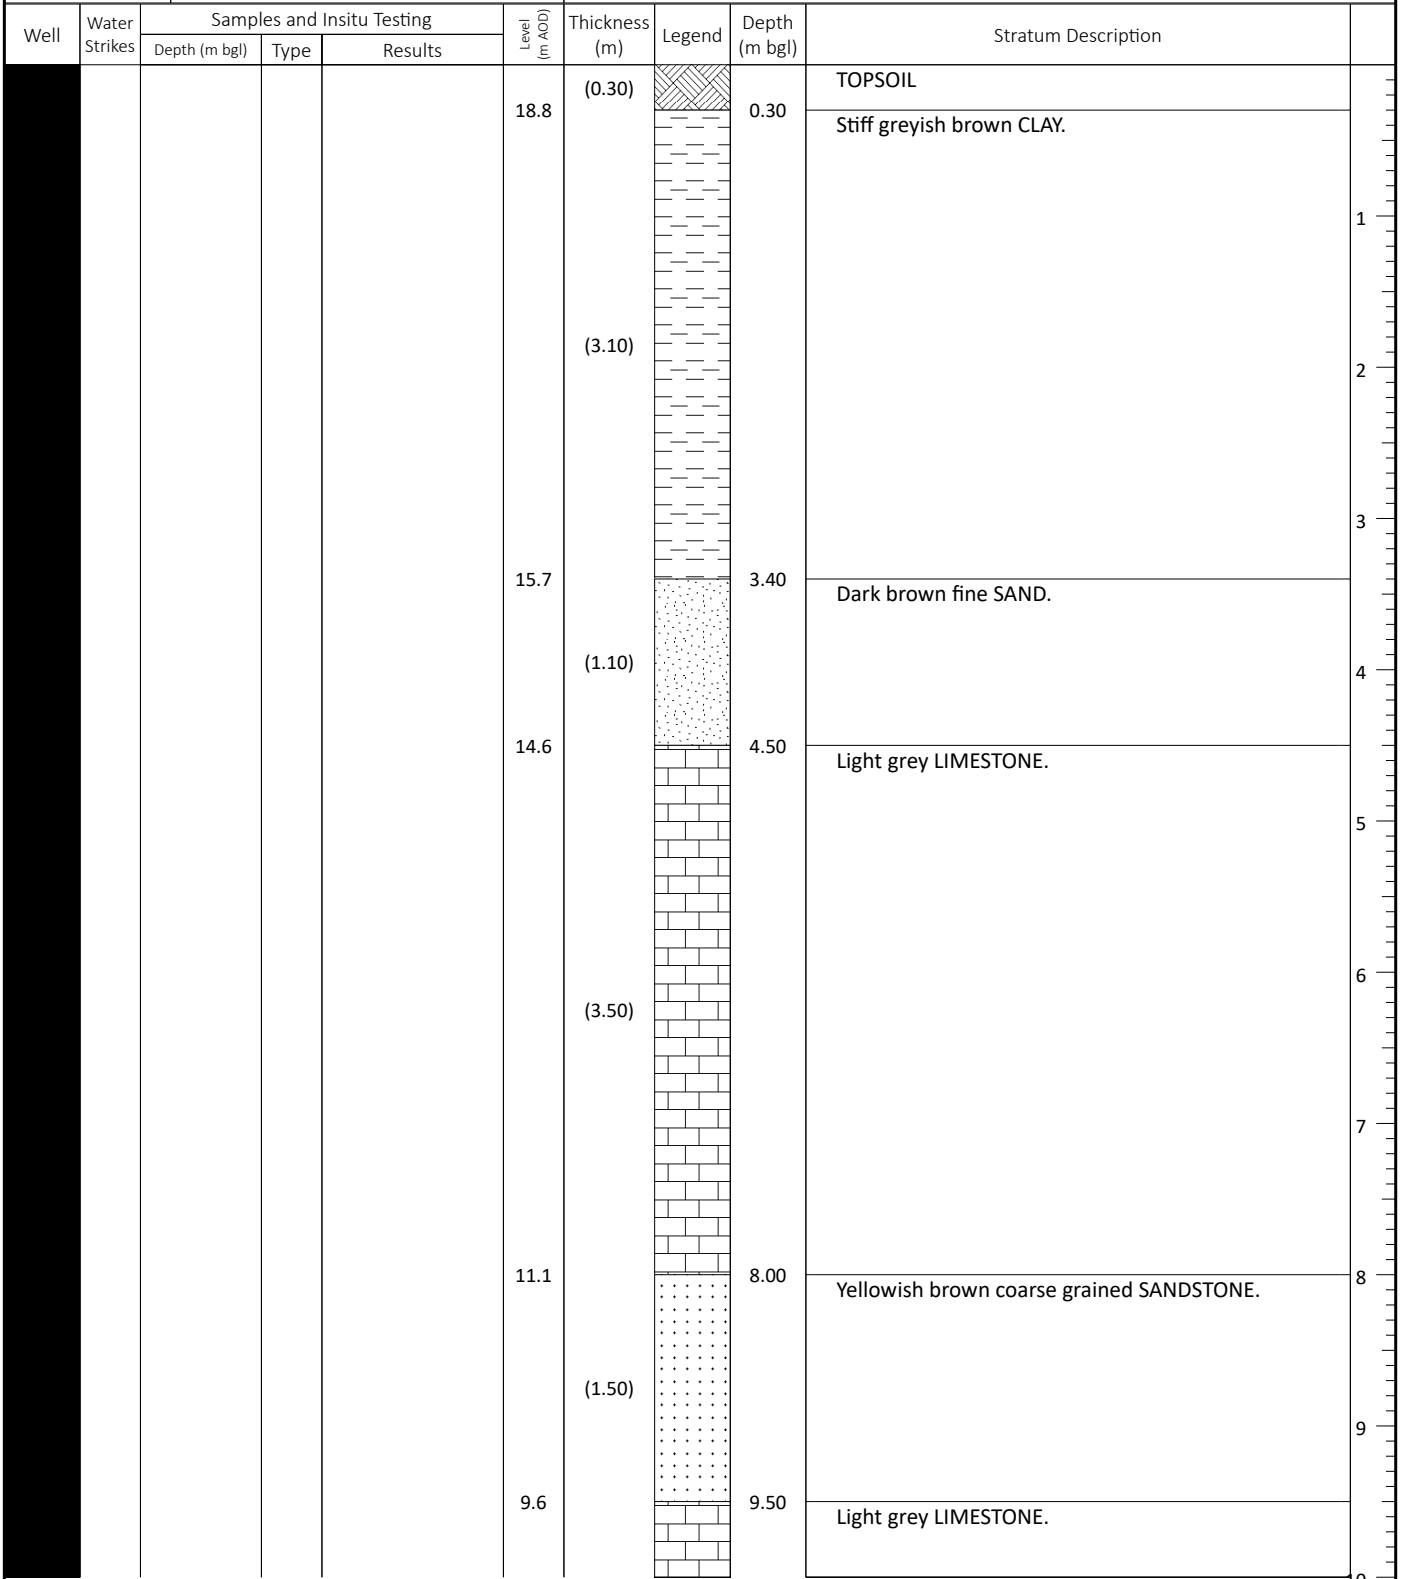 Well Water Strikes Samples and Insitu Testing Level (m AOD) Thickness (m) Legend Depth (m bgl) Stratum Description
Depth (m bgl) Type Results
TOPSOIL
(0.30)
18.8 0.30
Stiff greyish brown CLAY.
1
(3.10)
2
3
15.7 3.40
Dark brown fine SAND.
(1.10)
4
14.6 4.50
Light grey LIMESTONE.
5
6
(3.50)
7
11.1 8.00 8
Yellowish brown coarse grained SANDSTONE.
(1.50)
9
9.6 9.50
Light grey LIMESTONE.
10